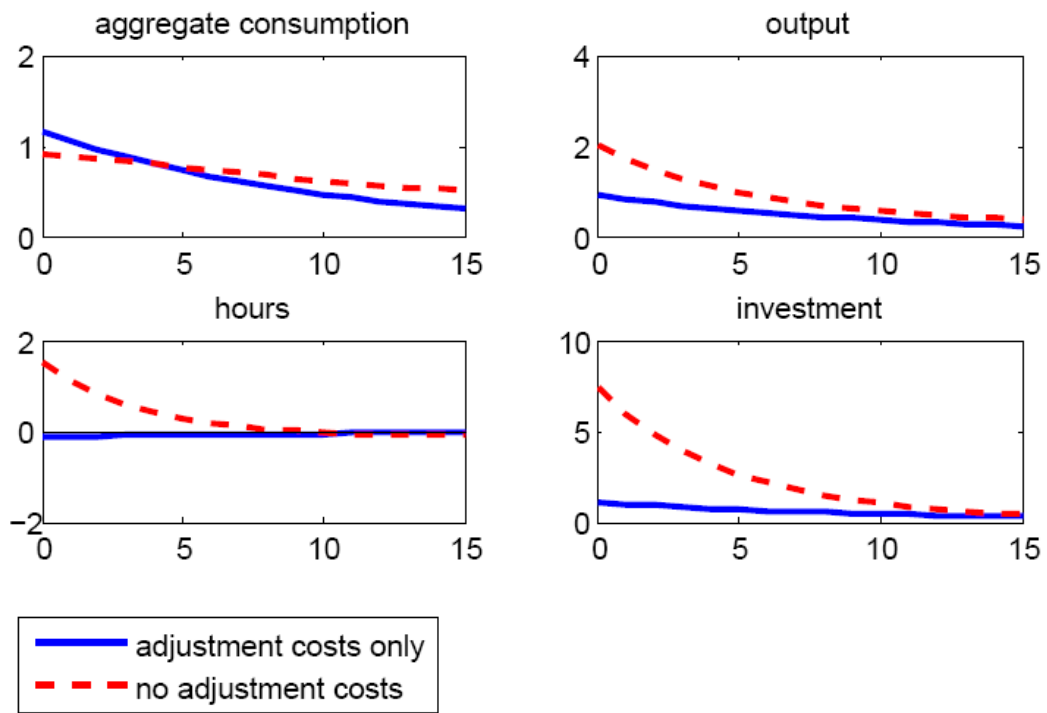 aggregate consumption
output
2
1
0
0 5 10 15
4
2
0
0 5 10 15
hours
investment
2
0
−2
0 5 10 15
10
5
0
0 5 10 15
adjustment costs only
no adjustment costs